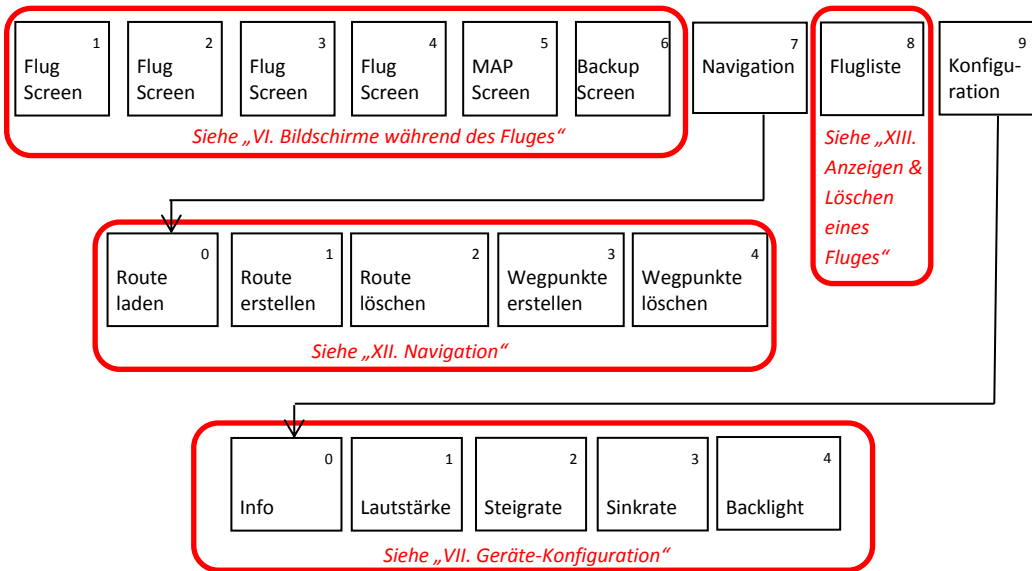 1
Flug
Screen
2
Flug
Screen
3
Flug
Screen
4
Flug
Screen
5
MAP
Screen
6
Backup
Screen
7
Navigation
8
Flugliste
9
Konfigu-
ration
Siehe „VI. Bildschirme während des Fluges“
Siehe „XIII.
Anzeigen &
Löschen
eines
Fluges“
0
Route
laden
1
Route
erstellen
2
Route
löschen
3
Wegpunkte
erstellen
4
Wegpunkte
löschen
Siehe „XII. Navigation“
0
Info
1
Lautstärke
2
Steigrate
3
Sinkrate
4
Backlight
Siehe „VII. Geräte-Konfiguration“